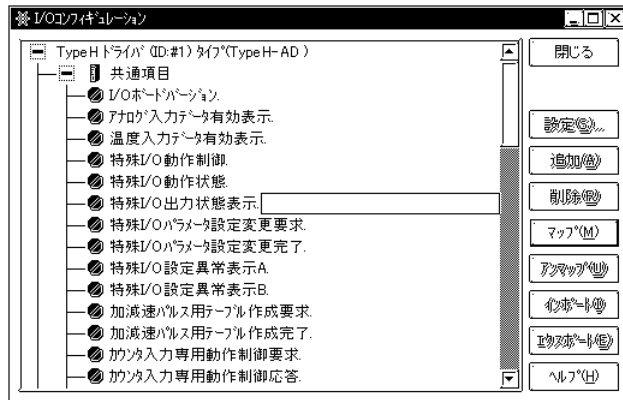 I/Oｺﾝﾌｨｷﾞｭﾚｰｼｮﾝ
TypeH ﾄﾞﾗｲﾊﾞ (ID:#1) ﾀｲﾌﾟ(TypeH-AD )
共通項目
I/Oﾎﾞｰﾄﾞﾊﾞｰｼﾞｮﾝ.
ｱﾅﾛｸﾞ入力ﾃﾞｰﾀ有効表示.
温度入力ﾃﾞｰﾀ有効表示.
特殊I/O動作制御.
特殊I/O動作状態.
特殊I/O出力状態表示.
特殊I/Oﾊﾟﾗﾒｰﾀ設定変更要求.
特殊I/Oﾊﾟﾗﾒｰﾀ設定変更完了.
特殊I/O設定異常表示A.
特殊I/O設定異常表示B.
加減速ﾊﾟﾙｽ用ﾃｰﾌﾞﾙ作成要求.
加減速ﾊﾟﾙｽ用ﾃｰﾌﾞﾙ作成完了.
ｶｳﾝﾀ入力専用動作制御要求.
ｶｳﾝﾀ入力専用動作制御応答.
閉じる
設定(S)...
追加(A)
削除(R)
ﾏｯﾌﾟ(M)
ｱﾝﾏｯﾌﾟ(U)
ｲﾝﾎﾟｰﾄ(I)
ｴｸｽﾎﾟｰﾄ(E)
ﾍﾙﾌﾟ(H)